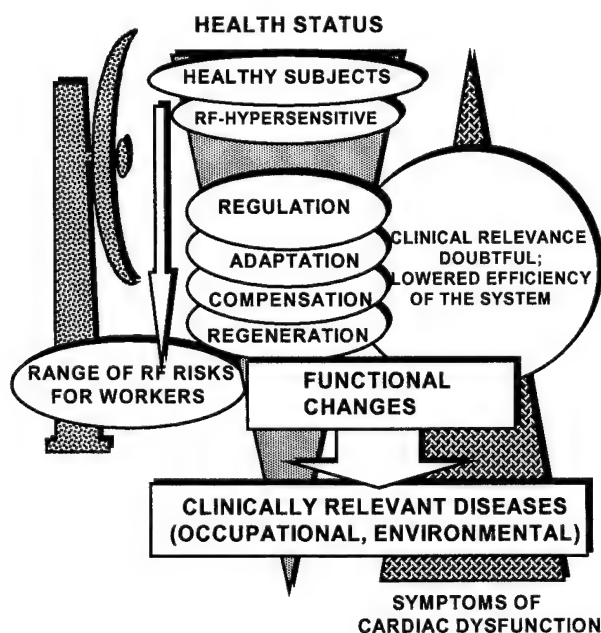 HEALTH STATUS
HEALTHY SUBJECTS
RF-HYPERSENSITIVE
REGULATION
ADAPTATION
COMPENSATION
REGENERATION
CLINICAL RELEVANCE
DOUBTFUL;
LOWERED EFFICIENCY
OF THE SYSTEM
RANGE OF RF RISKS
FOR WORKERS
FUNCTIONAL
CHANGES
CLINICALLY RELEVANT DISEASES
(OCCUPATIONAL, ENVIRONMENTAL)
SYMPTOMS OF
CARDIAC DYSFUNCTION